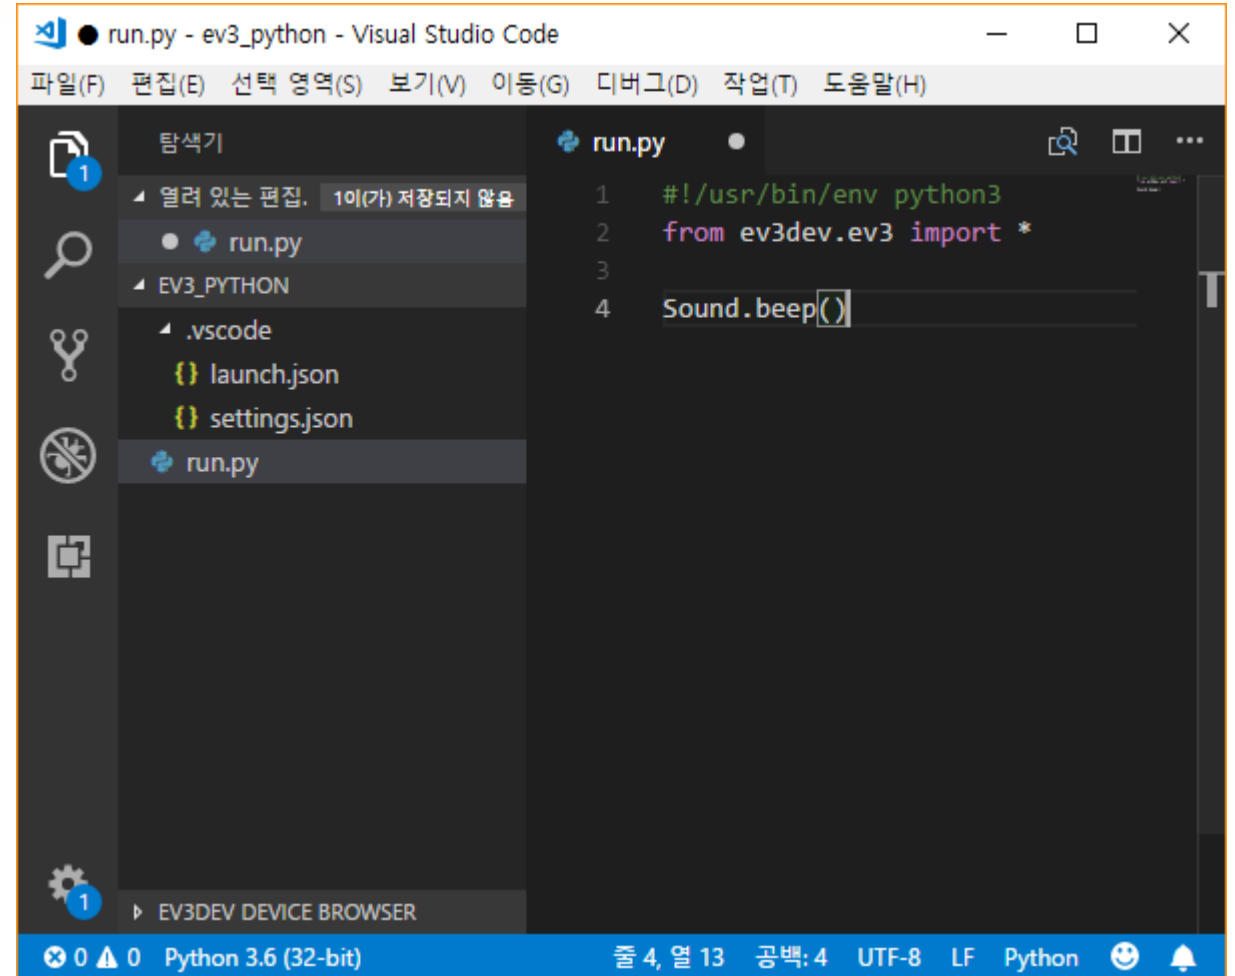 run.py - ev3_python - Visual Studio Code
파일(F) 편집(E) 선택 영역(S) 보기(V) 이동(G) 디버그(D) 작업(T) 도움말(H)
탐색기
열려 있는 편집. 1이(가) 저장되지 않음
run.py
EV3_PYTHON
.vscode
{} launch.json
{} settings.json
run.py
EV3DEV DEVICE BROWSER
1
1
run.py
1 #!/usr/bin/env python3
2 from ev3dev.ev3 import *
3
4 Sound.beep()
0 0 Python 3.6 (32-bit) 줄 4, 열 13 공백: 4 UTF-8 LF Python